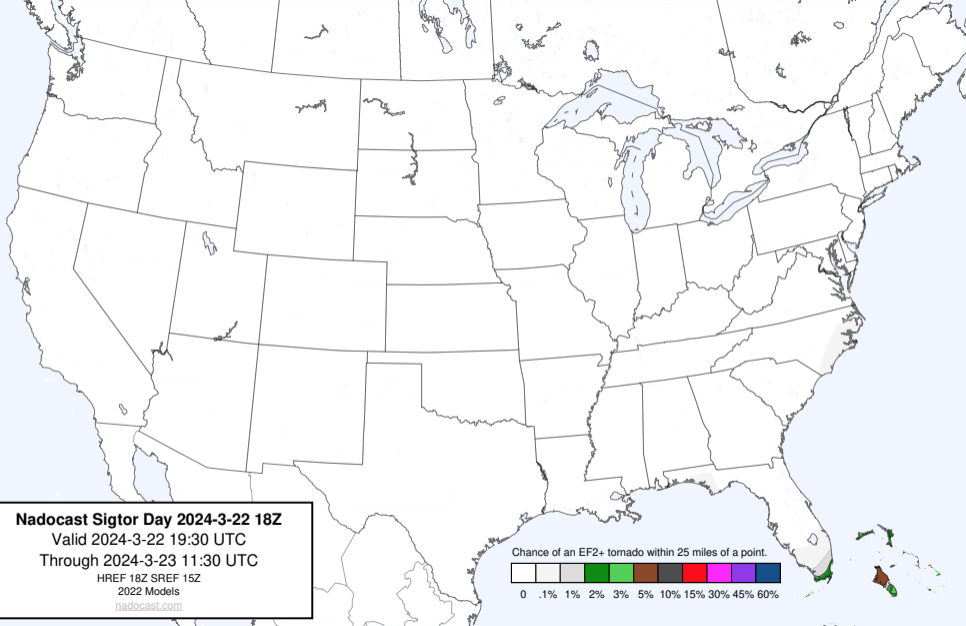 Nadocast Sigtor Day 2024-3-22 18Z
Valid 2024-3-22 19:30 UTC
Through 2024-3-23 11:30 UTC
HREF 18Z SREF 15Z
2022 Models
nadocast.com
Chance of an EF2+ tornado within 25 miles of a point.
0 .1% 1% 2% 3% 5% 10% 15% 30% 45% 60%